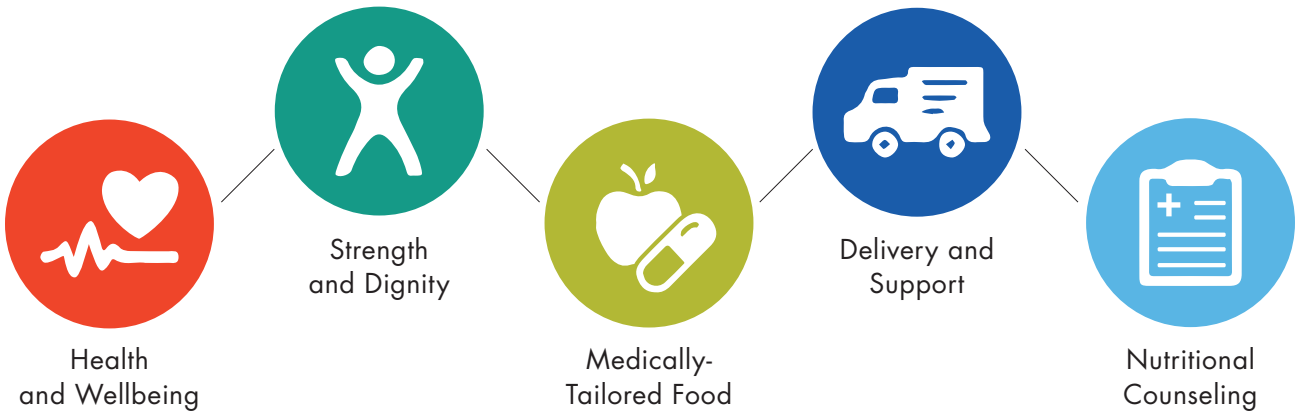 Health
and Wellbeing
Strength
and Dignity
Medically-
Tailored Food
Delivery and
Support
Nutritional
Counseling